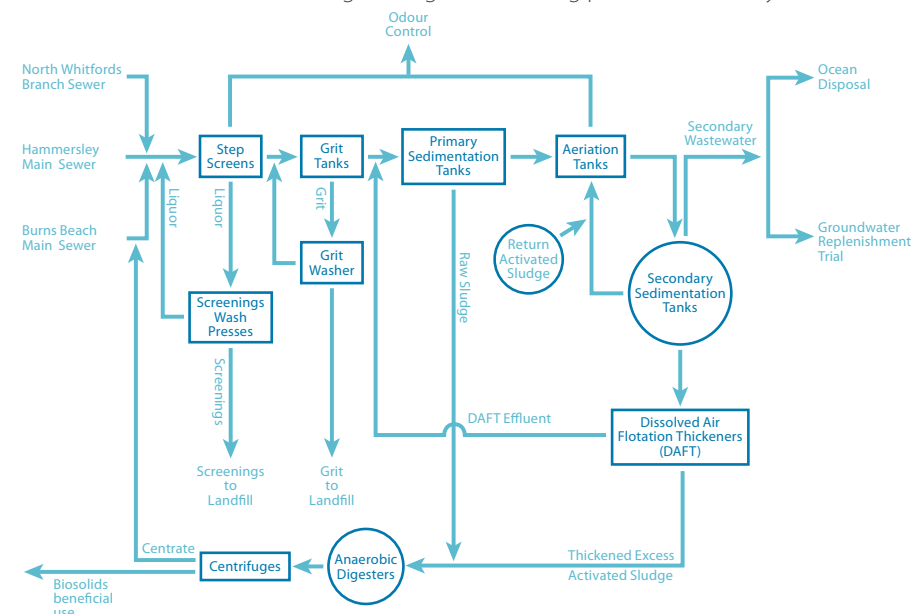 Odour
Control
North Whitfords
Branch Sewer
Ocean
Disposal
Secondary
Wastewater
Hammersley
Main Sewer
Step
Screens
Grit
Tanks
Primary
Sedimentation
Tanks
Aeriation
Tanks
Liquor
Liquor
Grit
Burns Beach
Main Sewer
Grit
Washer
Return
Activated
Sludge
Groundwater
Replenishment
Trial
Raw Sludge
Secondary
Sedimentation
Tanks
Screenings
Wash
Presses
Screenings
DAFT Effluent
Dissolved Air
Flotation Thickeners
(DAFT)
Screenings
to
Landfill
Grit
to
Landfill
Centrate
Centrifuges
Anaerobic
Digesters
Thickened Excess
Activated Sludge
Biosolids
beneficial
use